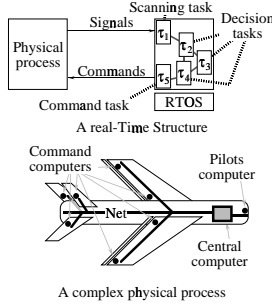 Scanning task
Signals
Decision
tasks
Physical
process
τ1
τ2
τ3
τ4
τ5
Commands
Command task
RTOS
A real-Time Structure
Command
computers
Pilots
computer
Net
Central
computer
A complex physical process